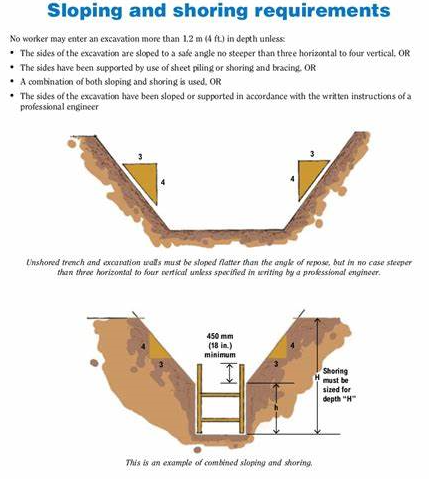 Sloping and shoring requirements
No worker may enter an excavation more than 1.2 m (4 ft.) in depth unless:
• The sides of the excavation are sloped to a safe angle no steeper than three horizontal to four vertical, OR
• The sides have been supported by use of sheet piling or shoring and bracing, OR
• A combination of both sloping and shoring is used, OR
• The sides of the excavation have been sloped or supported in accordance with the written instructions of a
professional engineer
3
4
3
4
Unshored trench and excavation walls must be sloped flatter than the angle of repose, but in no case steeper
than three horizontal to four vertical unless specified in writing by a professional engineer.
450 mm
(18 in.)
minimum
4
3
4
3
h
H
Shoring
must be
sized for
depth "H"
This is an example of combined sloping and shoring.